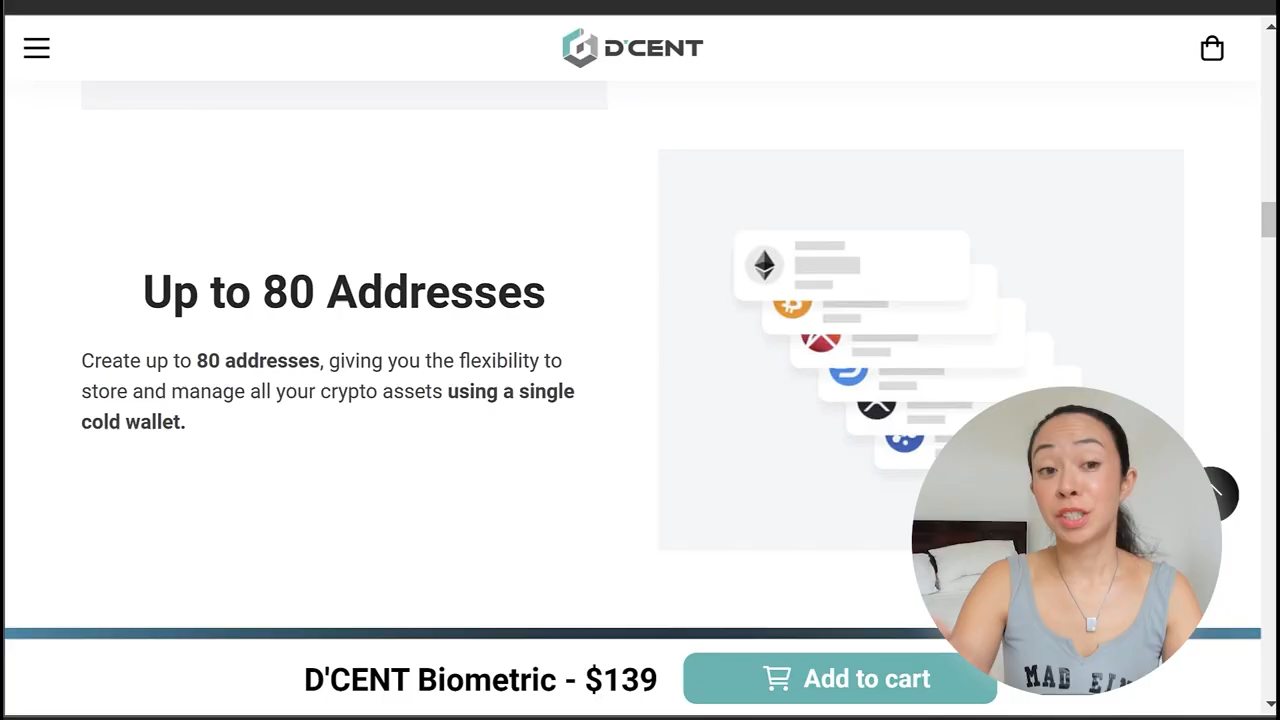 D'CENT
Up to 80 Addresses
Create up to 80 addresses, giving you the flexibility to
store and manage all your crypto assets using a single
cold wallet.
D'CENT Biometric - $139
Add to cart
MAD